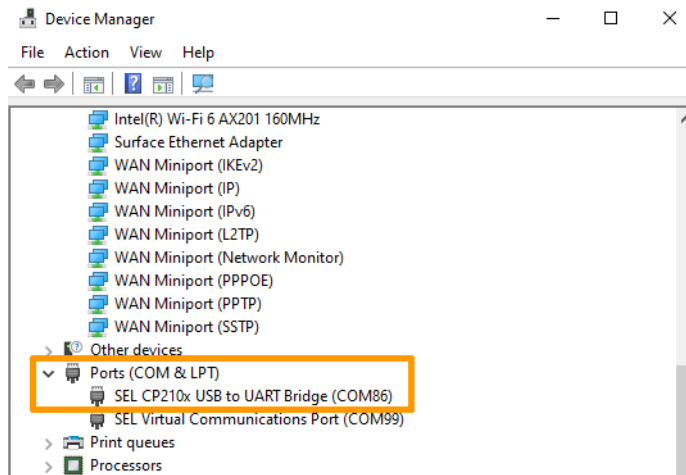 Device Manager
File Action View Help
Intel(R) Wi-Fi 6 AX201 160MHz
Surface Ethernet Adapter
WAN Miniport (IKEv2)
WAN Miniport (IP)
WAN Miniport (IPv6)
WAN Miniport (L2TP)
WAN Miniport (Network Monitor)
WAN Miniport (PPPOE)
WAN Miniport (PPTP)
WAN Miniport (SSTP)
Other devices
Ports (COM & LPT)
SEL CP210x USB to UART Bridge (COM86)
SEL Virtual Communications Port (COM99)
Print queues
Processors